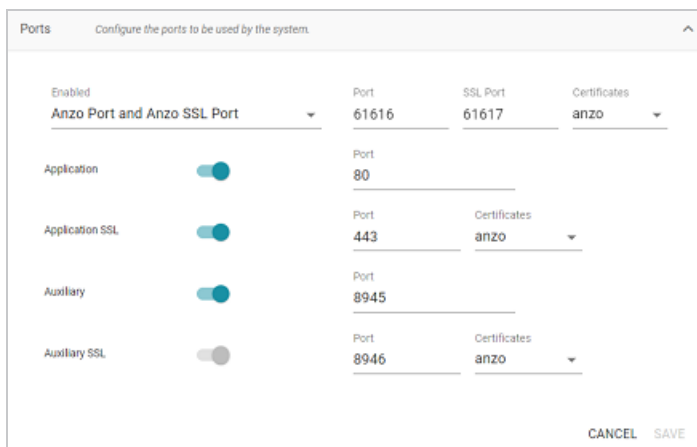 Ports Configure the ports to be used by the system.
Enabled Port SSL Port Certificates
Anzo Port and Anzo SSL Port 61616 61617 anzo
Port
Application
80
Port Certificates
Application SSL
443 anzo
Port
Auxiliary
8945
Port Certificates
Auxiliary SSL
8946 anzo
CANCEL SAVE